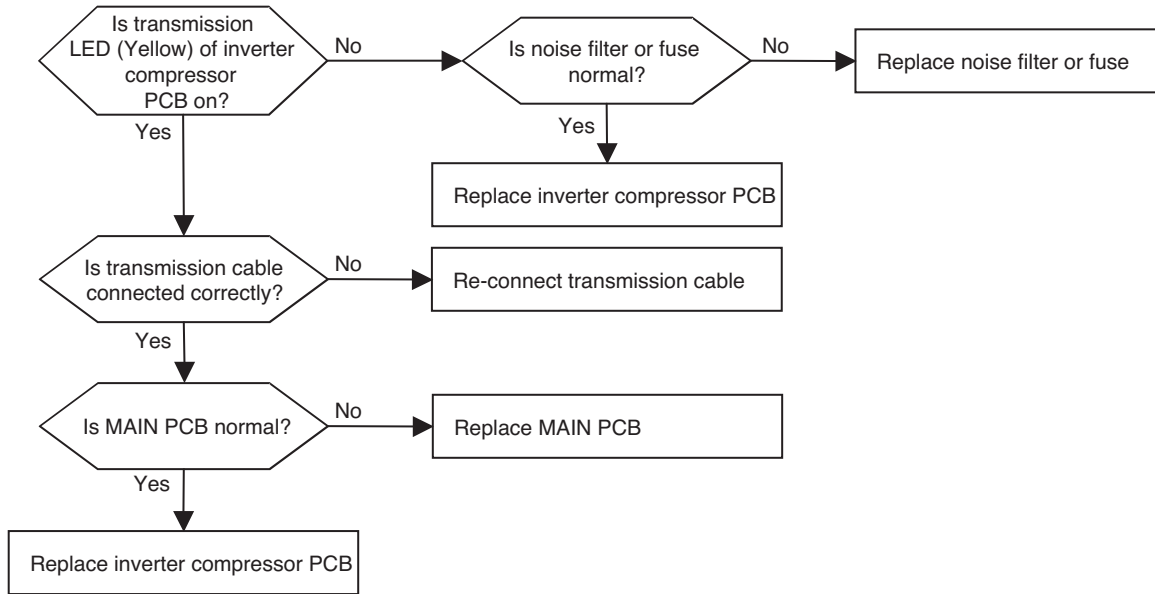 Is transmission
LED (Yellow) of inverter
compressor
PCB on?
No
Is noise filter or fuse
normal?
No
Replace noise filter or fuse
Yes
Yes
Replace inverter compressor PCB
Is transmission cable
connected correctly?
No
Re-connect transmission cable
Yes
Is MAIN PCB normal?
No
Replace MAIN PCB
Yes
Replace inverter compressor PCB